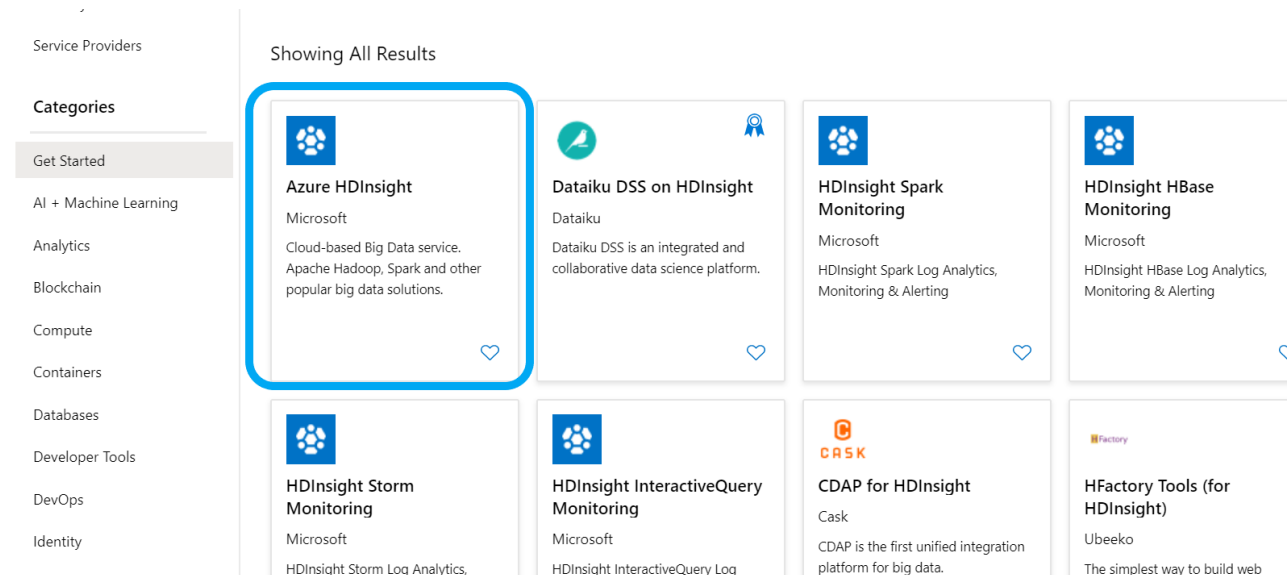 Service Providers
Categories
Get Started
AI + Machine Learning
Analytics
Blockchain
Compute
Containers
Databases
Developer Tools
DevOps
Identity
Showing All Results
Azure HDInsight
Microsoft
Cloud-based Big Data service.
Apache Hadoop, Spark and other
popular big data solutions.
Dataiku DSS on HDInsight
Dataiku
Dataiku DSS is an integrated and
collaborative data science platform.
HDInsight Spark
Monitoring
Microsoft
HDInsight Spark Log Analytics,
Monitoring & Alerting
HDInsight HBase
Monitoring
Microsoft
HDInsight HBase Log Analytics,
Monitoring & Alerting
HDInsight Storm
Monitoring
Microsoft
HDInsight Storm Log Analytics,
HDInsight InteractiveQuery
Monitoring
Microsoft
HDInsight InteractiveQuery Log
CASK
CDAP for HDInsight
Cask
CDAP is the first unified integration
platform for big data.
HFactory
HFactory Tools (for
HDInsight)
Ubeeko
The simplest way to build web